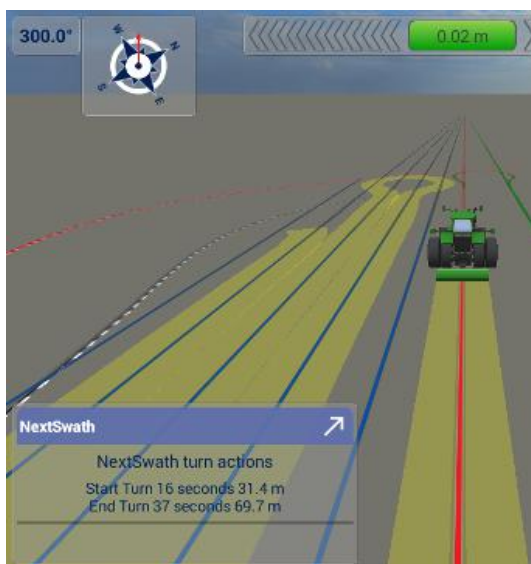 300.0°
0.02 m
W
N
S
E
NextSwath
NextSwath turn actions
Start Turn 16 seconds 31.4 m
End Turn 37 seconds 69.7 m